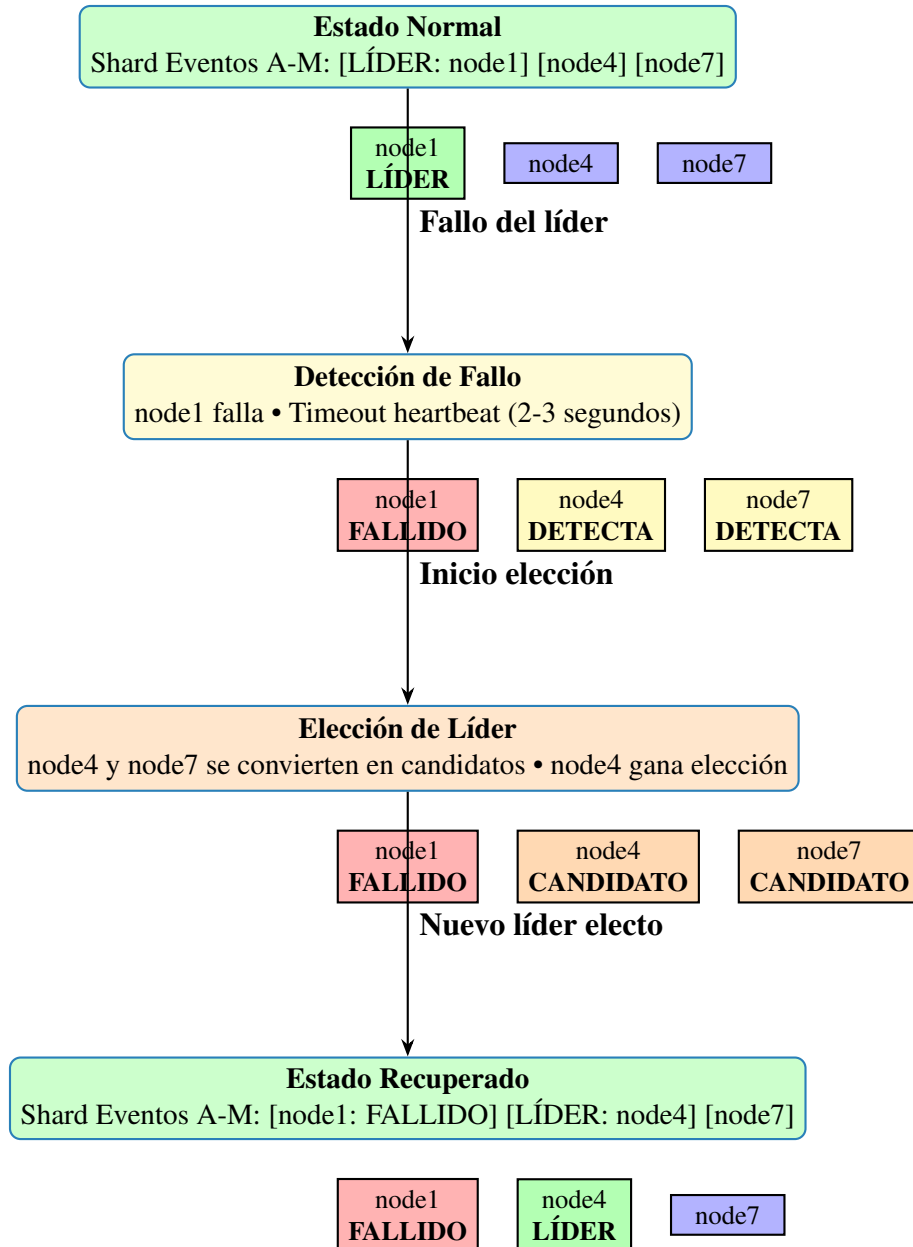 Estado Normal
Shard Eventos A-M: [LÍDER: node1] [node4] [node7]
node1
LÍDER
node4
node7
Fallo del líder
Detección de Fallo
node1 falla • Timeout heartbeat (2-3 segundos)
node1
FALLIDO
node4
DETECTA
node7
DETECTA
Inicio elección
Elección de Líder
node4 y node7 se convierten en candidatos • node4 gana elección
node1
FALLIDO
node4
CANDIDATO
node7
CANDIDATO
Nuevo líder electo
Estado Recuperado
Shard Eventos A-M: [node1: FALLIDO] [LÍDER: node4] [node7]
node1
FALLIDO
node4
LÍDER
node7